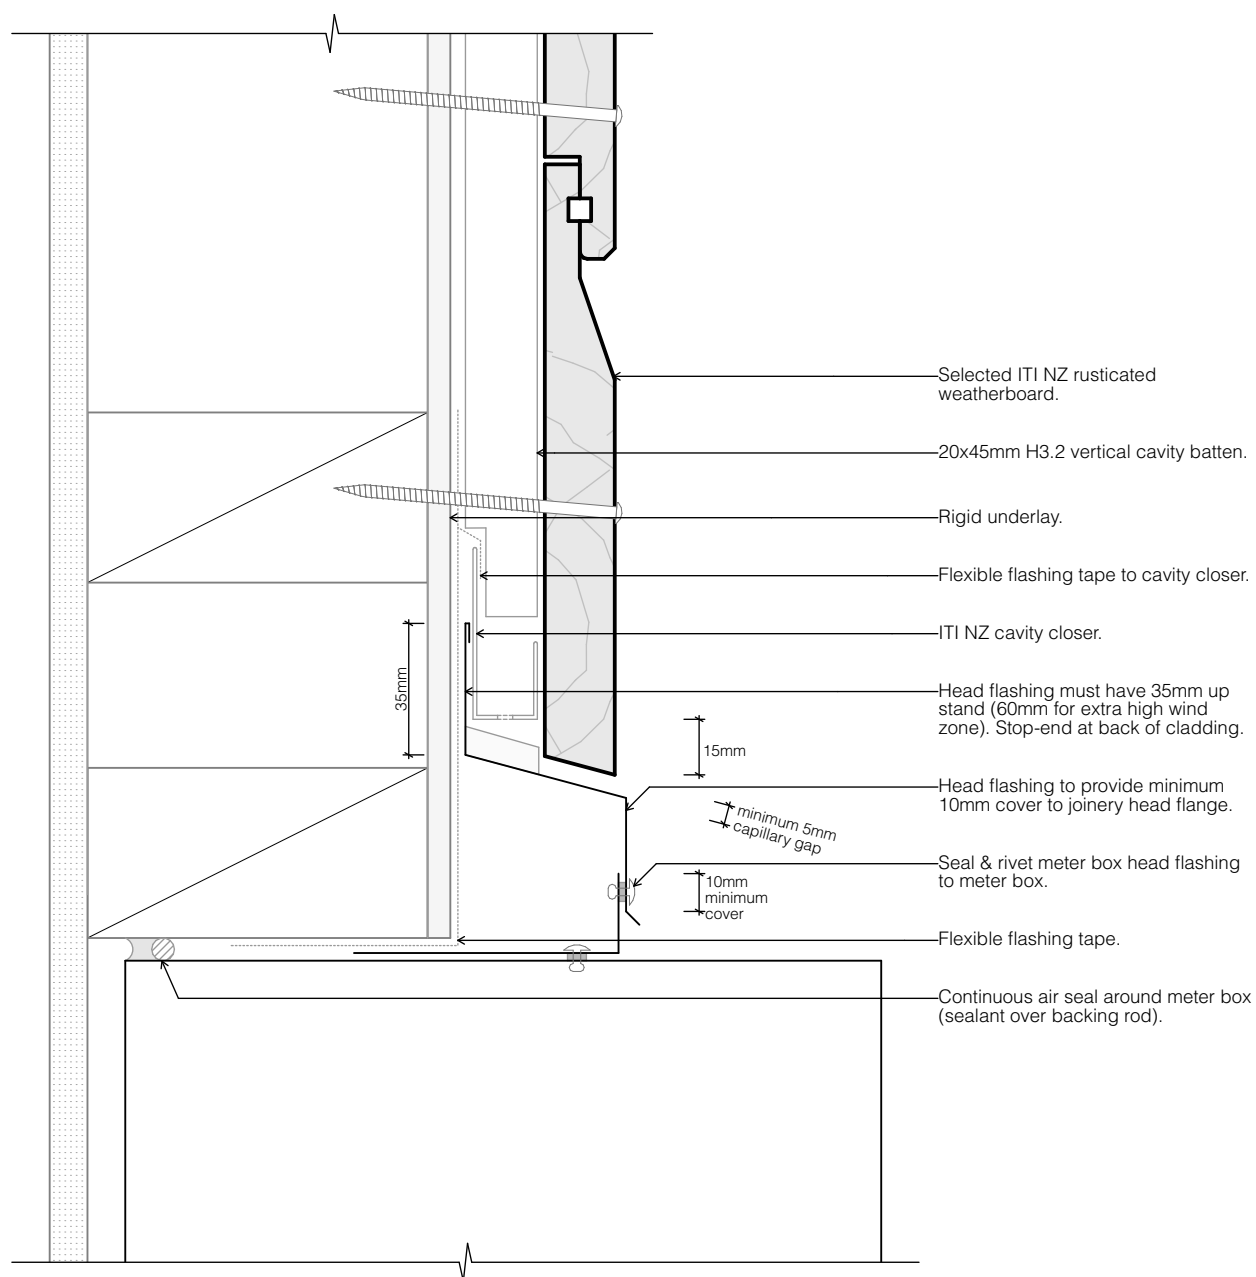 Selected ITI NZ rusticated
weatherboard.
20x45mm H3.2 vertical cavity batten.
Rigid underlay.
Flexible flashing tape to cavity closer.
ITI NZ cavity closer.
35mm
Head flashing must have 35mm up
stand (60mm for extra high wind
zone). Stop-end at back of cladding.
15mm
Head flashing to provide minimum
10mm cover to joinery head flange.
minimum 5mm
capillary gap
Seal & rivet meter box head flashing
to meter box.
10mm
minimum
cover
Flexible flashing tape.
Continuous air seal around meter box
(sealant over backing rod).